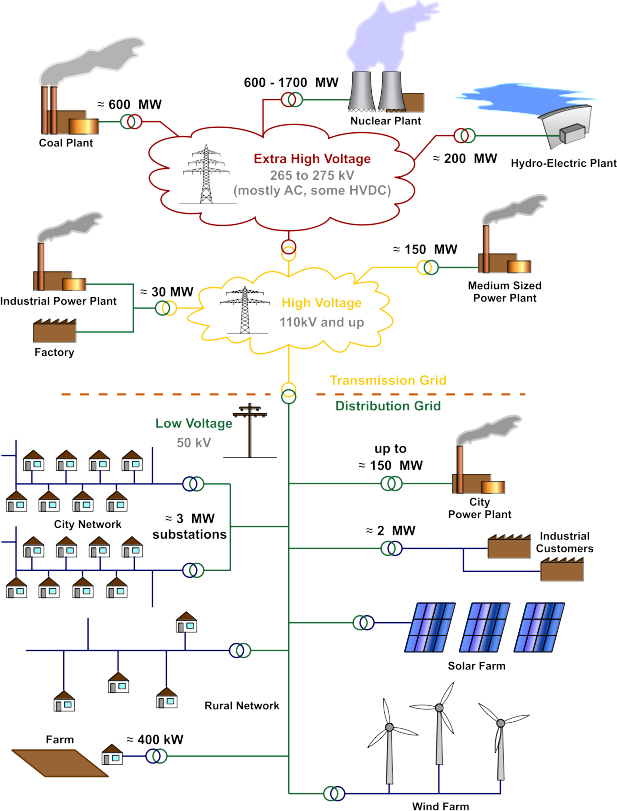 600 - 1700 MW
≈ 600 MW
Nuclear Plant
Coal Plant
Extra High Voltage
265 to 275 kV
(mostly AC, some HVDC)
≈ 200 MW
Hydro-Electric Plant
≈ 150 MW
Medium Sized
Power Plant
≈ 30 MW
Industrial Power Plant
High Voltage
110kV and up
Factory
Transmission Grid
Distribution Grid
Low Voltage
50 kV
up to
≈ 150 MW
City
Power Plant
City Network
≈ 3 MW
substations
≈ 2 MW
Industrial
Customers
Solar Farm
Rural Network
Farm
≈ 400 kW
Wind Farm